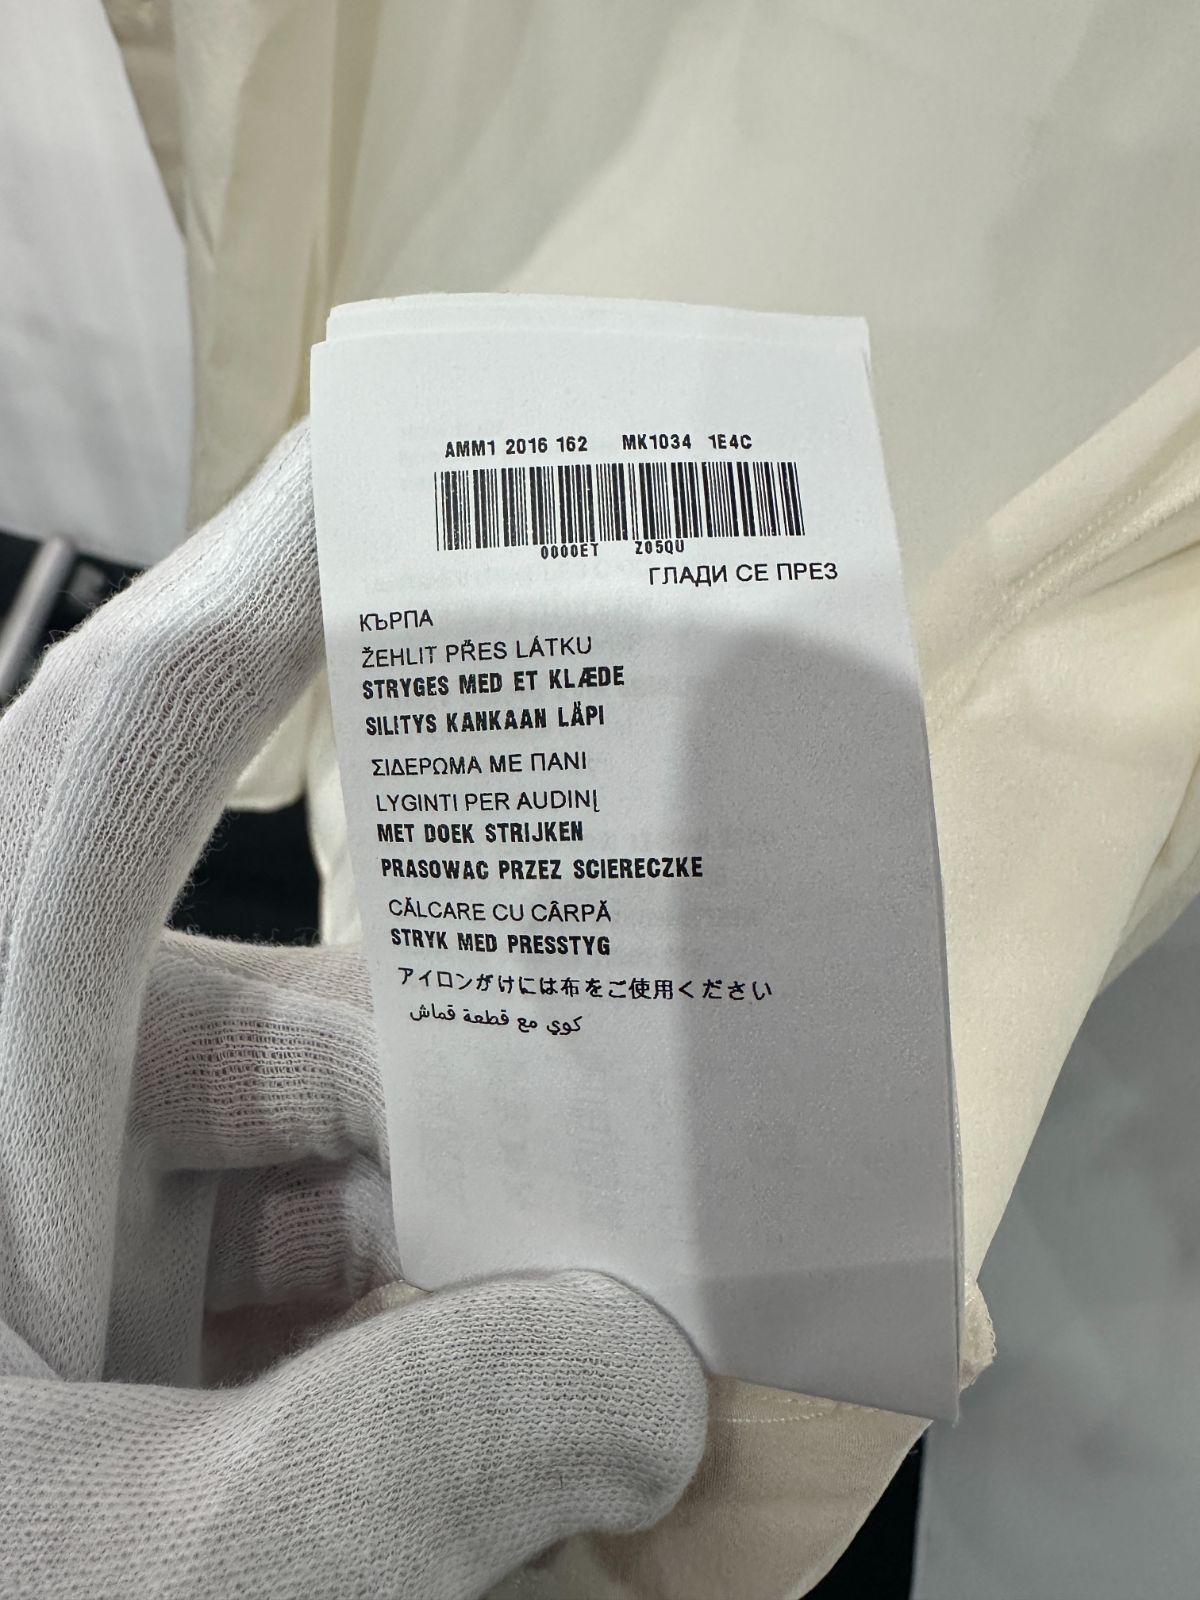 AMM1 2016 162 MK1034 1E4C
0000ET Z05QU
ГЛАДИ СЕ ПРЕЗ
КЪРПА
ŽEHLIT PŘES LÁTKU
STRYGES MED ET KLÆDE
SILITYS KANKAAN LÄPI
ΣΙΔΕΡΩΜΑ ΜΕ ΠΑΝΙ
LYGINTI PER AUDINĮ
MET DOEK STRIJKEN
PRASOWAC PRZEZ SCIERECZKE
CĂLCARE CU CÂRPĂ
STRYK MED PRESSTYG
アイロンがけには布をご使用ください
كوي مع قطعة قماش